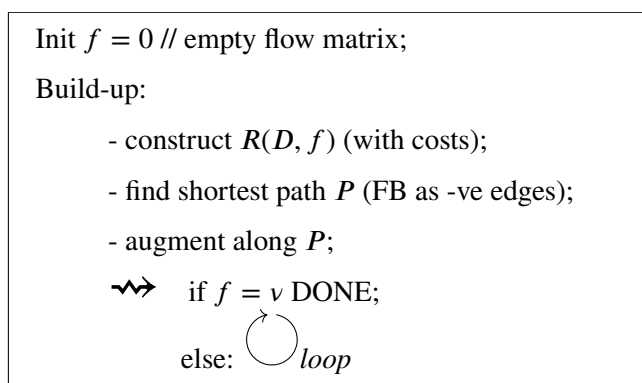 Init f = 0 // empty flow matrix;
Build-up:
- construct R(D, f) (with costs);
- find shortest path P (FB as -ve edges);
- augment along P;
⇝ if f = ν DONE;
else: loop